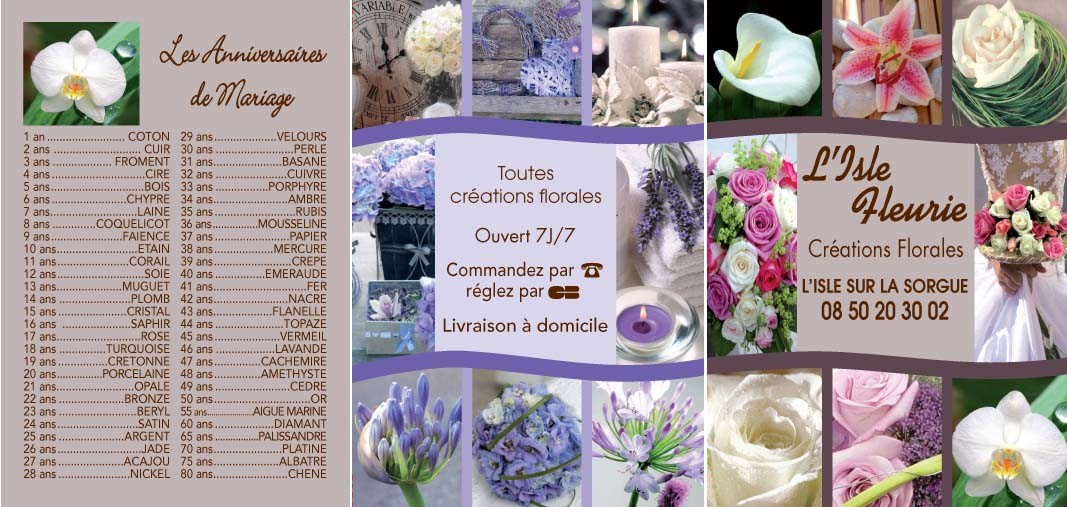 Les Anniversaires
de Mariage
1 an ........................ COTON
2 ans ........................ CUIR
3 ans ................. FROMENT
4 ans ........................ CIRE
5 ans ........................ BOIS
6 ans .................... CHYPRE
7 ans ....................... LAINE
8 ans ........... COQUELICOT
9 ans .................... FAIENCE
10 ans ..................... ETAIN
11 ans .................... CORAIL
12 ans ....................... SOIE
13 ans ................. MUGUET
14 ans .................... PLOMB
15 ans ................... CRISTAL
16 ans ................... SAPHIR
17 ans ...................... ROSE
18 ans .............. TURQUOISE
19 ans .............. CRETONNE
20 ans ............. PORCELAINE
21 ans .................... OPALE
22 ans .................. BRONZE
23 ans ..................... BERYL
24 ans .................... SATIN
25 ans .................. ARGENT
26 ans ....................... JADE
27 ans .................. ACAJOU
28 ans ................... NICKEL
29 ans ................ VELOURS
30 ans .................... PERLE
31 ans ................. BASANE
32 ans ................... CUIVRE
33 ans .............. PORPHYRE
34 ans ................... AMBRE
35 ans .................... RUBIS
36 ans ........... MOUSSELINE
37 ans ................... PAPIER
38 ans ............... MERCURE
39 ans ................... CREPE
40 ans ............. EMERAUDE
41 ans ....................... FER
42 ans ................... NACRE
43 ans ............... FLANELLE
44 ans .................. TOPAZE
45 ans ................. VERMEIL
46 ans ................ LAVANDE
47 ans ............. CACHEMIRE
48 ans ............. AMETHYSTE
49 ans ................... CEDRE
50 ans ........................ OR
55 ans ............. AIGUE MARINE
60 ans ................ DIAMANT
65 ans .............. PALISSANDRE
70 ans ................. PLATINE
75 ans ................ ALBATRE
80 ans .................. CHENE
VARIABLE
Toutes
créations florales
Ouvert 7J/7
Commandez par ☎
réglez par CB
Livraison à domicile
L'Isle
Fleurie
Créations Florales
L'ISLE SUR LA SORGUE
08 50 20 30 02